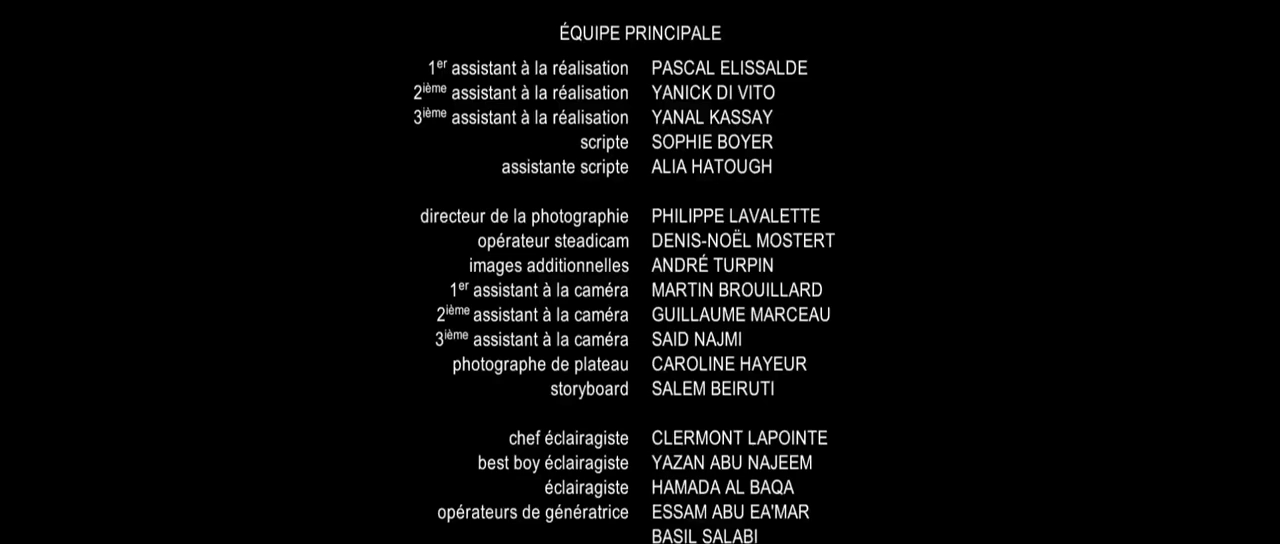 ÉQUIPE PRINCIPALE
1er assistant à la réalisation PASCAL ELISSALDE
2ième assistant à la réalisation YANICK DI VITO
3ième assistant à la réalisation YANAL KASSAY
scripte SOPHIE BOYER
assistante scripte ALIA HATOUGH
directeur de la photographie PHILIPPE LAVALETTE
opérateur steadicam DENIS-NOËL MOSTERT
images additionnelles ANDRÉ TURPIN
1er assistant à la caméra MARTIN BROUILLARD
2ième assistant à la caméra GUILLAUME MARCEAU
3ième assistant à la caméra SAID NAJMI
photographe de plateau CAROLINE HAYEUR
storyboard SALEM BEIRUTI
chef éclairagiste CLERMONT LAPOINTE
best boy éclairagiste YAZAN ABU NAJEEM
éclairagiste HAMADA AL BAQA
opérateurs de génératrice ESSAM ABU EA'MAR
BASIL SALABI